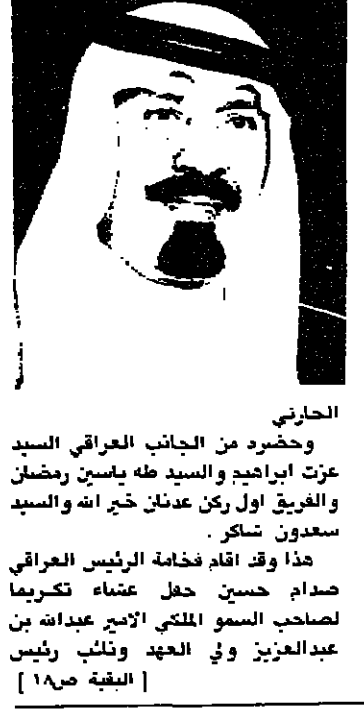 الحارثي
وحضره من الجانب العراقي السيد
عزت ابراهيم والسيد طه ياسين رمضان
والفريق اول ركن عدنان خير الله والسيد
سعدون شاكر .
هذا وقد اقام فخامة الرئيس العراقي
صدام حسين حفل عشاء تكريما
لصاحب السمو الملكي الامير عبدالله بن
عبدالعزيز ولي العهد ونائب رئيس
[ البقية ص١٨ ]